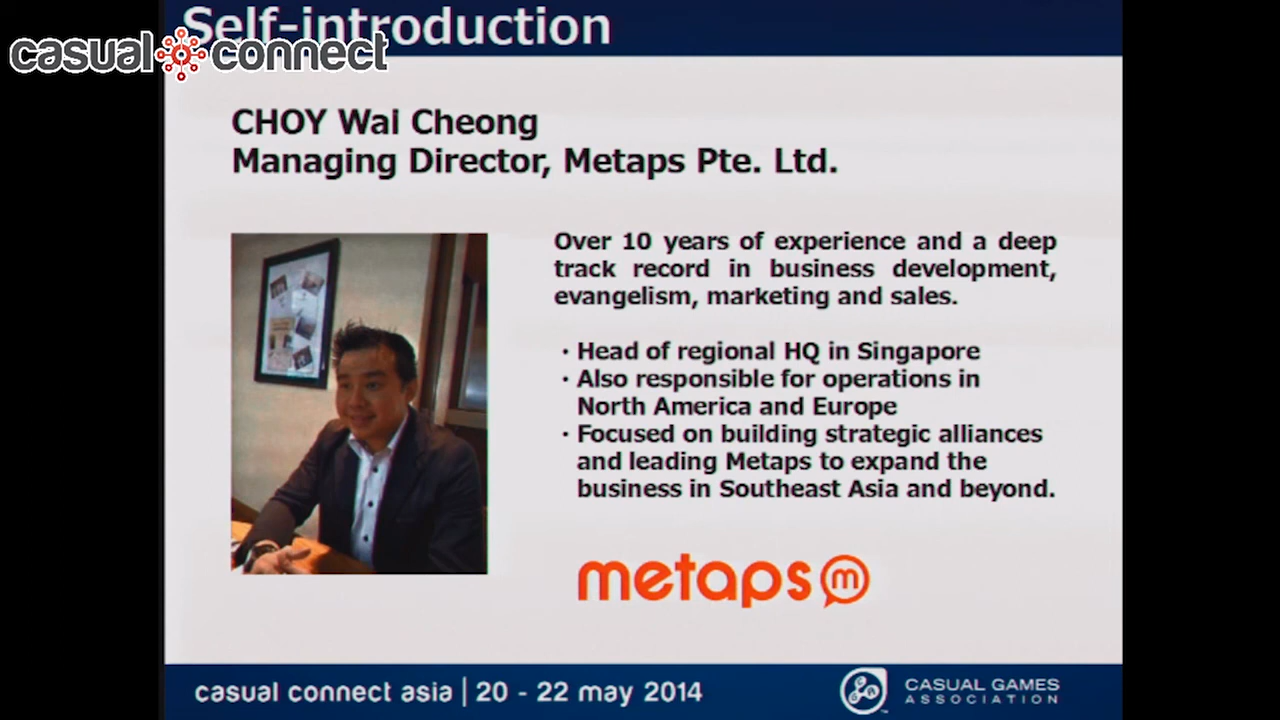 Self-introduction
casual connect
CHOY Wai Cheong
Managing Director, Metaps Pte. Ltd.
Over 10 years of experience and a deep
track record in business development,
evangelism, marketing and sales.
· Head of regional HQ in Singapore
· Also responsible for operations in
North America and Europe
· Focused on building strategic alliances
and leading Metaps to expand the
business in Southeast Asia and beyond.
metaps m
casual connect asia | 20 - 22 may 2014
CASUAL GAMES
ASSOCIATION